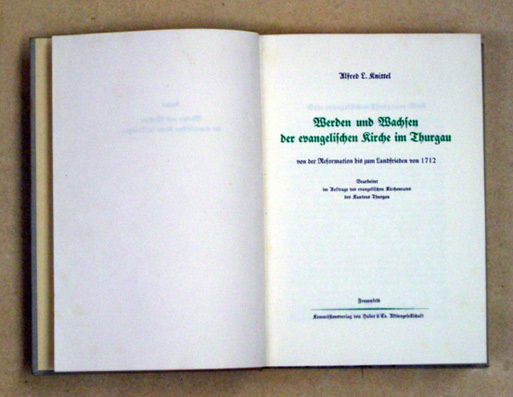 Alfred L. Knittel
Werden und Wachsen
der evangelischen Kirche im Thurgau
von der Reformation bis zum Landfrieden von 1712
Bearbeitet
im Auftrage des evangelischen Kirchenrates
des Kantons Thurgau
Frauenfeld
Kommissionsverlag von Huber & Co. Aktiengesellschaft